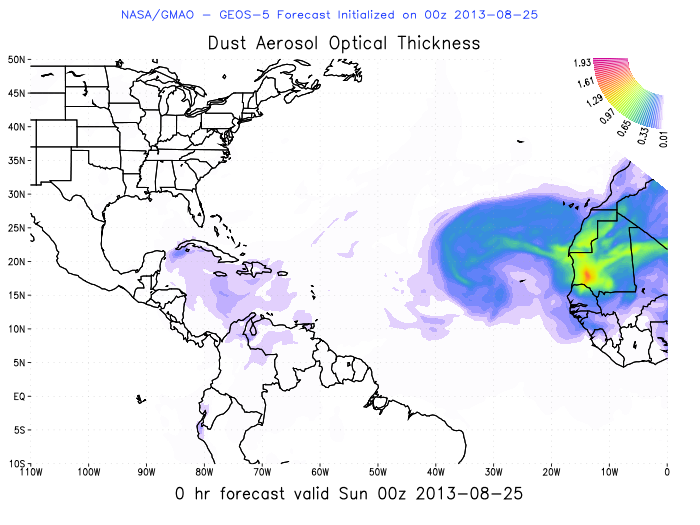 NASA/GMAO - GEOS-5 Forecast Initialized on 00z 2013-08-25
Dust Aerosol Optical Thickness
1.93
1.61
1.29
0.97
0.65
0.33
0.01
50N
45N
40N
35N
30N
25N
20N
15N
10N
5N
EQ
5S
10S
110W 100W 90W 80W 70W 60W 50W 40W 30W 20W 10W 0
0 hr forecast valid Sun 00z 2013-08-25